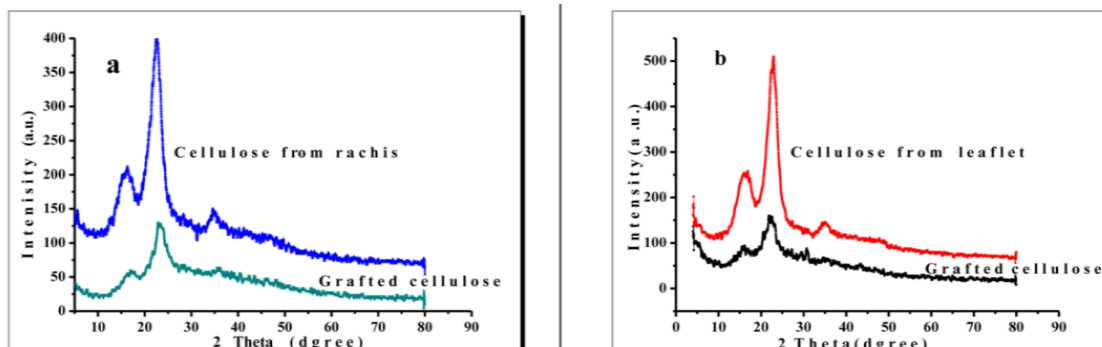 a
400
350
300
250
200
150
100
50
0
Intenisity (a.u.)
Cellulose from rachis
Grafted cellulose
10 20 30 40 50 60 70 80 90
2 Theta (dgree)
b
500
400
300
200
100
0
Intensity(a.u.)
Cellulose from leaflet
Grafted cellulose
0 10 20 30 40 50 60 70 80 90
2 Theta(dgree)